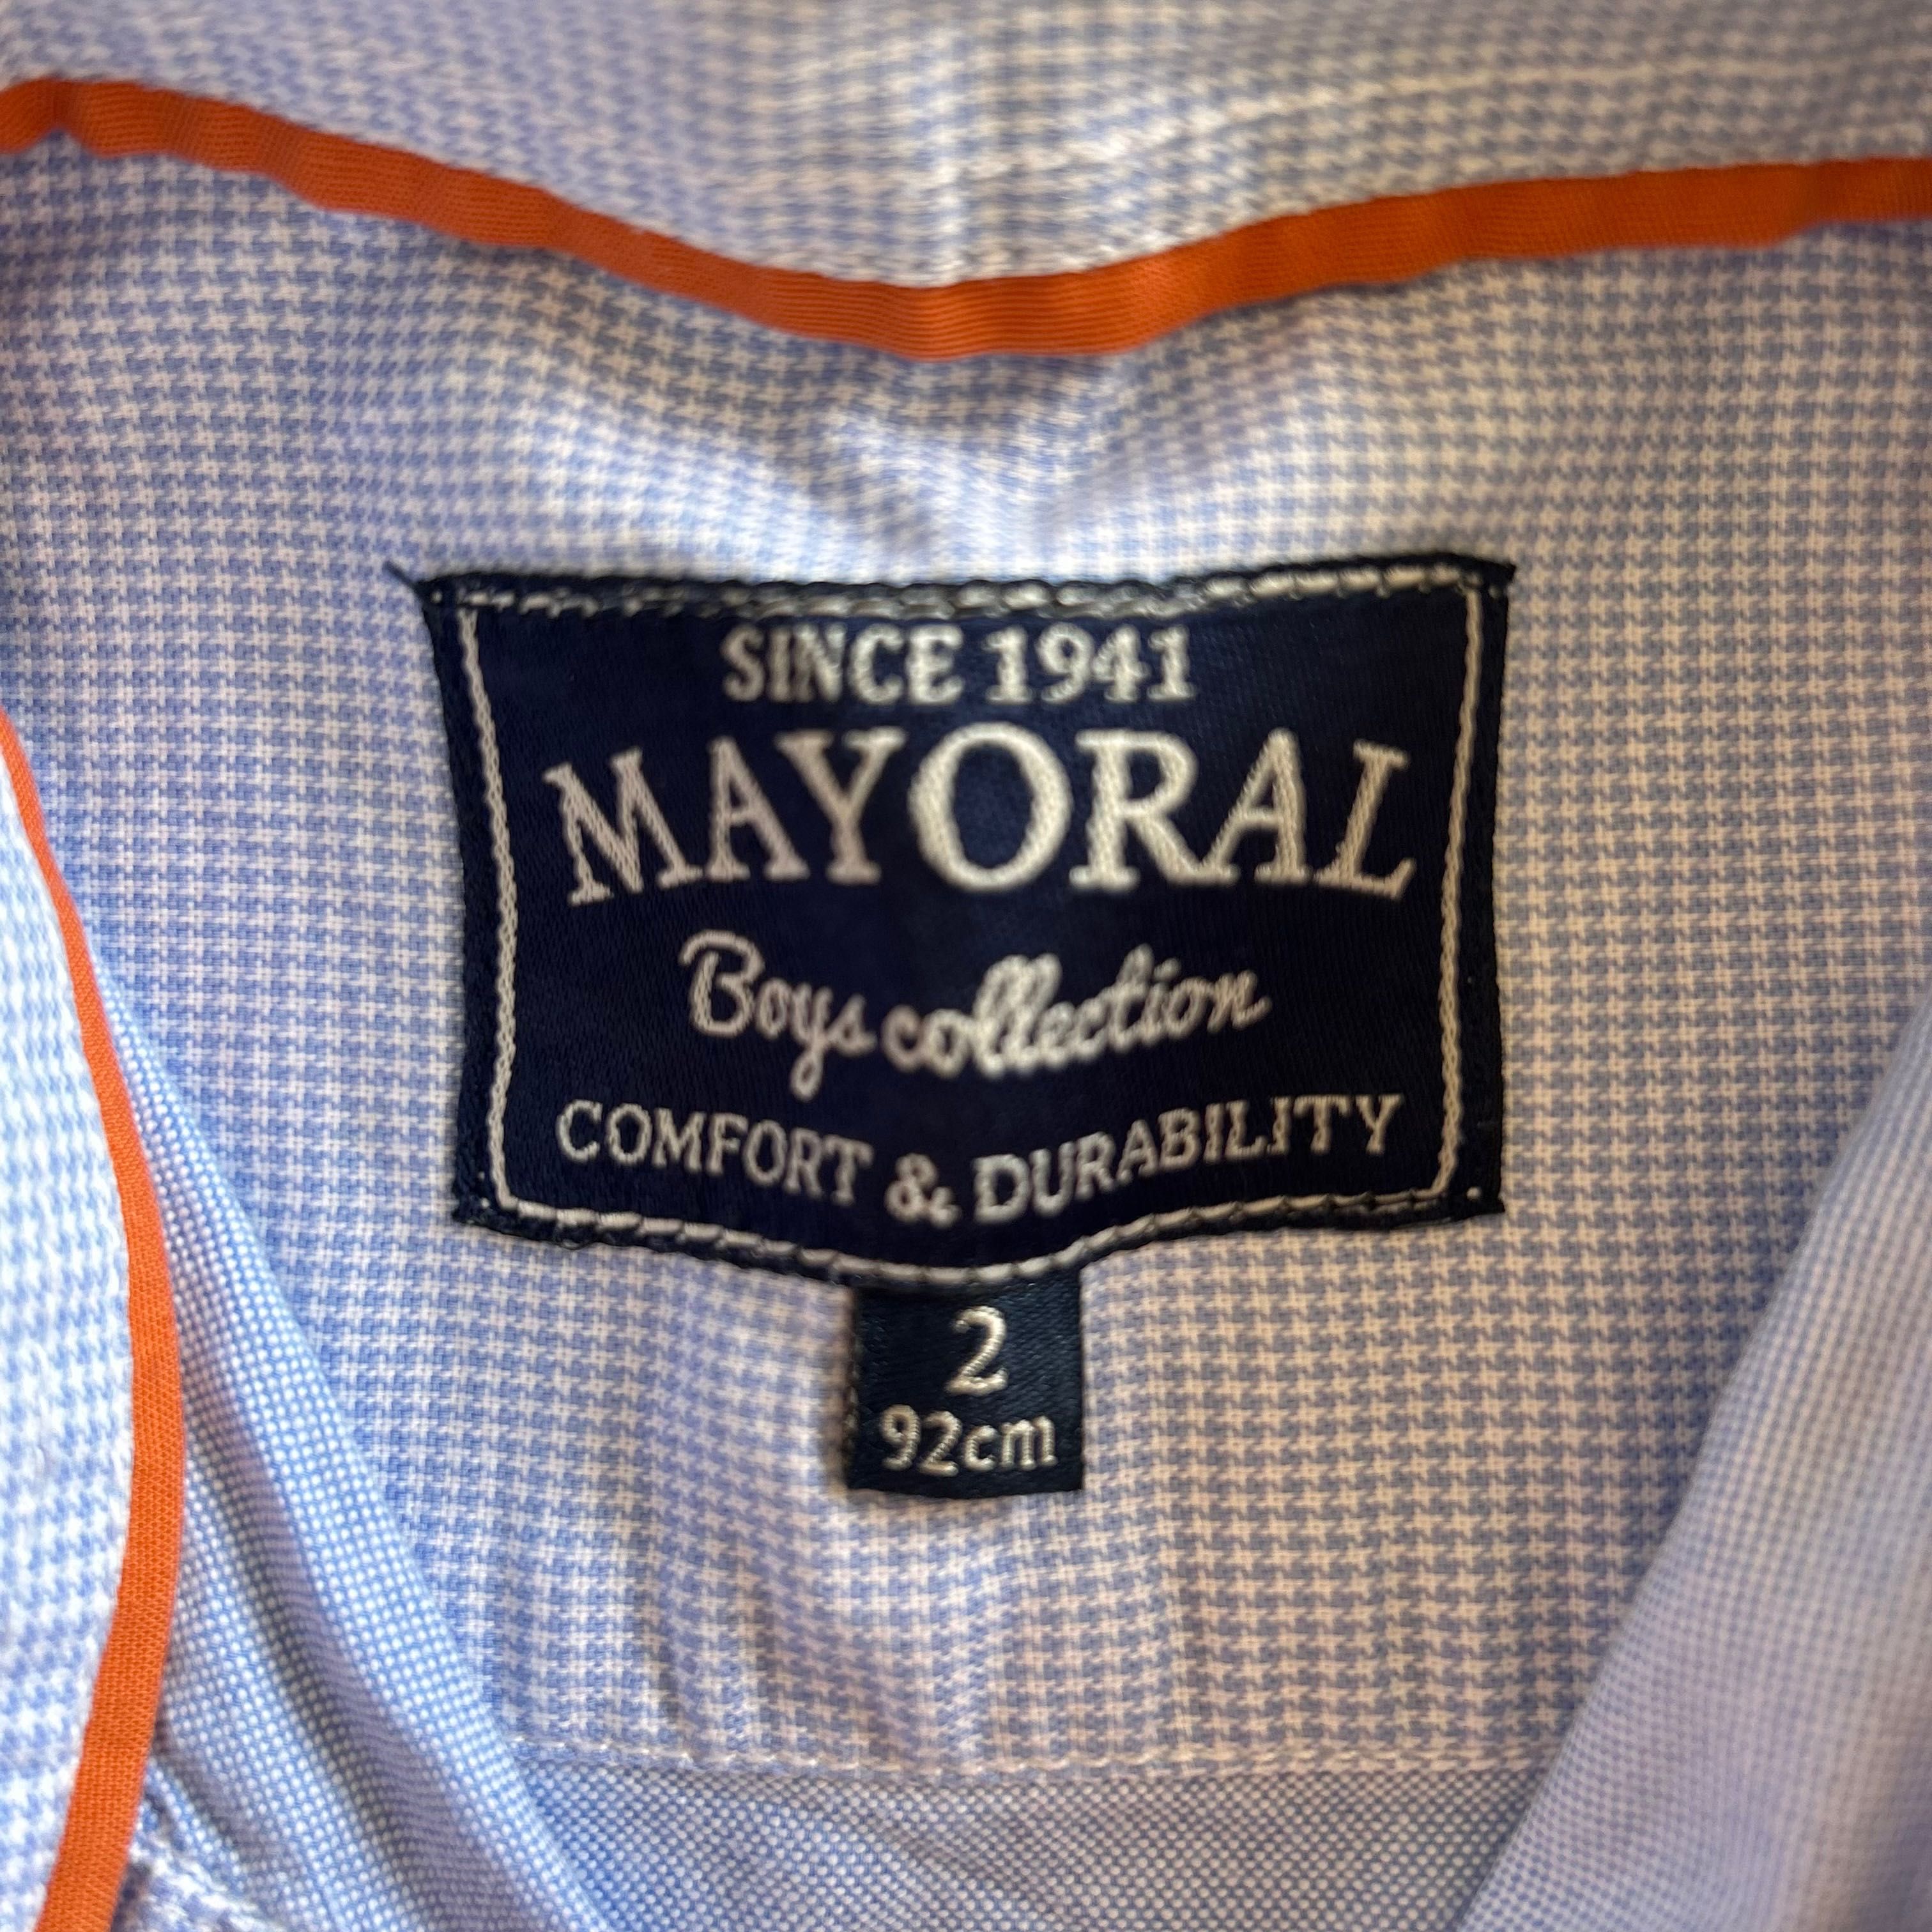 SINCE 1941
MAYORAL
Boys collection
COMFORT & DURABILITY
2
92cm